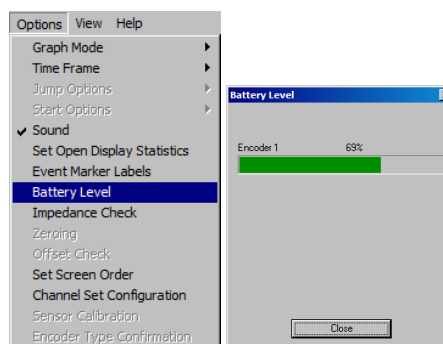 Options View Help
Graph Mode
Time Frame
Jump Options
Start Options
Sound
Set Open Display Statistics
Event Marker Labels
Battery Level
Impedance Check
Zeroing
Offset Check
Set Screen Order
Channel Set Configuration
Sensor Calibration
Encoder Type Confirmation
Battery Level
Encoder 1 69%
Close